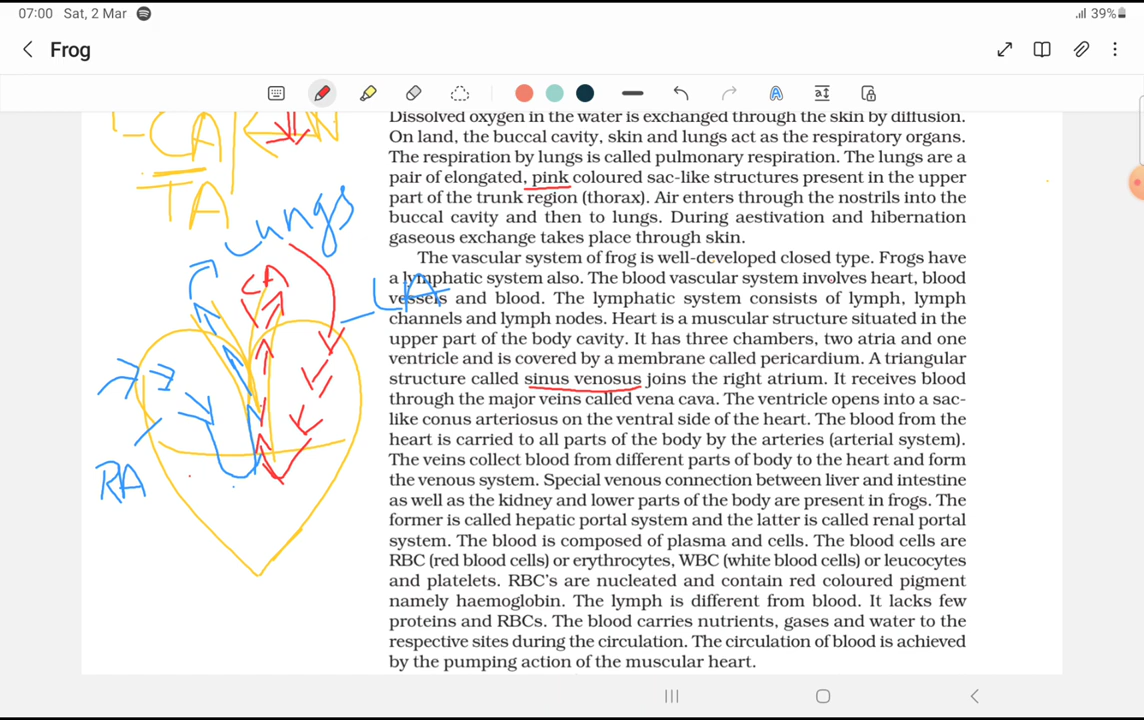 07:00 Sat, 2 Mar
39%
Frog
CA
TA
Lungs
CA
LA
RA
Dissolved oxygen in the water is exchanged through the skin by diffusion.
On land, the buccal cavity, skin and lungs act as the respiratory organs.
The respiration by lungs is called pulmonary respiration. The lungs are a
pair of elongated, pink coloured sac-like structures present in the upper
part of the trunk region (thorax). Air enters through the nostrils into the
buccal cavity and then to lungs. During aestivation and hibernation
gaseous exchange takes place through skin.
The vascular system of frog is well-developed closed type. Frogs have
a lymphatic system also. The blood vascular system involves heart, blood
vessels and blood. The lymphatic system consists of lymph, lymph
channels and lymph nodes. Heart is a muscular structure situated in the
upper part of the body cavity. It has three chambers, two atria and one
ventricle and is covered by a membrane called pericardium. A triangular
structure called sinus venosus joins the right atrium. It receives blood
through the major veins called vena cava. The ventricle opens into a sac-
like conus arteriosus on the ventral side of the heart. The blood from the
heart is carried to all parts of the body by the arteries (arterial system).
The veins collect blood from different parts of body to the heart and form
the venous system. Special venous connection between liver and intestine
as well as the kidney and lower parts of the body are present in frogs. The
former is called hepatic portal system and the latter is called renal portal
system. The blood is composed of plasma and cells. The blood cells are
RBC (red blood cells) or erythrocytes, WBC (white blood cells) or leucocytes
and platelets. RBC's are nucleated and contain red coloured pigment
namely haemoglobin. The lymph is different from blood. It lacks few
proteins and RBCs. The blood carries nutrients, gases and water to the
respective sites during the circulation. The circulation of blood is achieved
by the pumping action of the muscular heart.